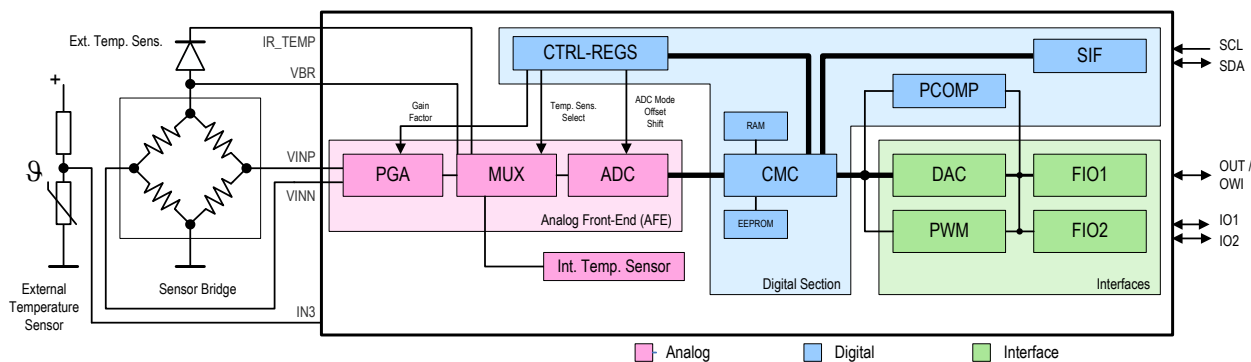 Ext. Temp. Sens.
IR_TEMP
VBR
CTRL-REGS
SIF
SCL
SDA
PCOMP
+
Gain
Factor
Temp. Sens.
Select
ADC Mode
Offset
Shift
RAM
ϑ
VINP
VINN
PGA
MUX
ADC
CMC
DAC
FIO1
OUT /
OWI
Analog Front-End (AFE)
EEPROM
PWM
FIO2
IO1
IO2
Int. Temp. Sensor
External
Temperature
Sensor
Sensor Bridge
IN3
Digital Section
Interfaces
Analog
Digital
Interface